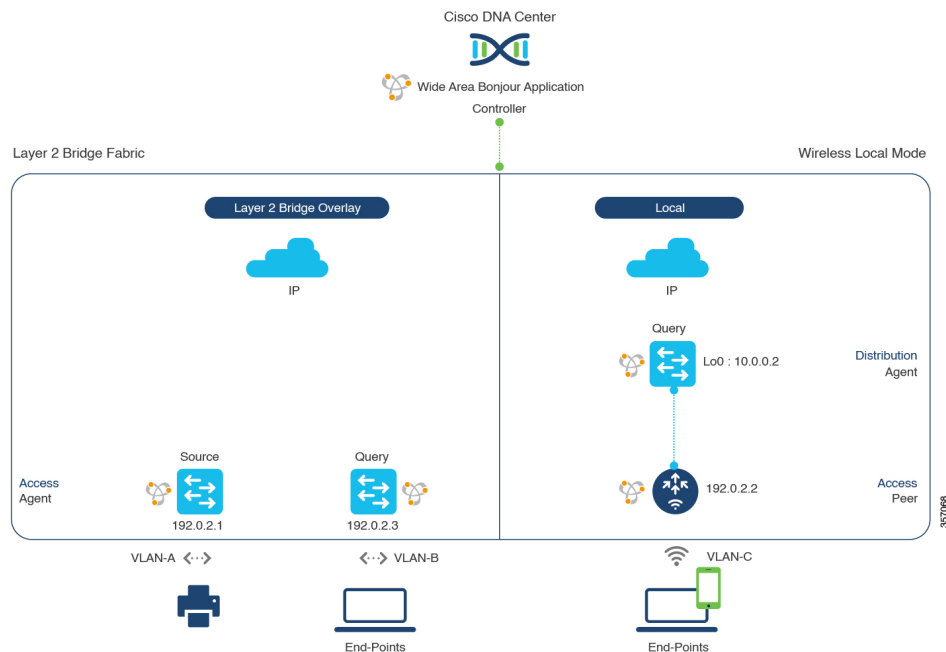 Cisco DNA Center
Wide Area Bonjour Application
Controller
Layer 2 Bridge Fabric
Wireless Local Mode
Layer 2 Bridge Overlay
Local
IP
IP
Query
Lo0 : 10.0.0.2
Distribution
Agent
Source
Query
Access
Agent
192.0.2.1
192.0.2.3
192.0.2.2
Access
Peer
357068
VLAN-A
VLAN-B
VLAN-C
End-Points
End-Points